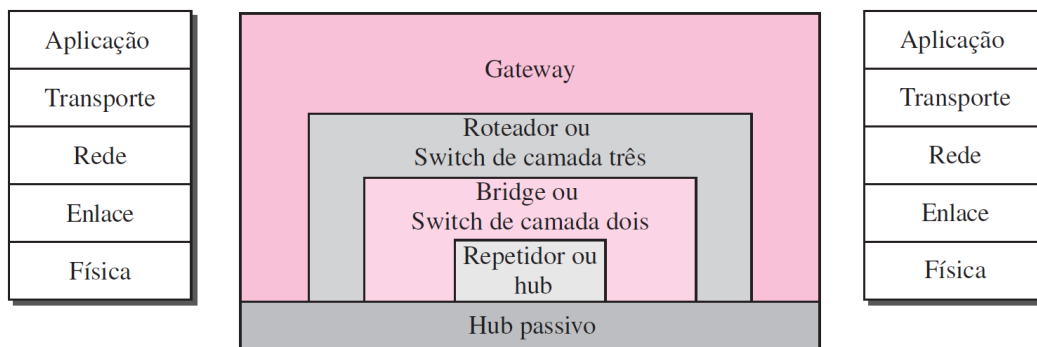 Aplicação
Transporte
Rede
Enlace
Física
Gateway
Roteador ou
Switch de camada três
Bridge ou
Switch de camada dois
Repetidor ou
hub
Hub passivo
Aplicação
Transporte
Rede
Enlace
Física